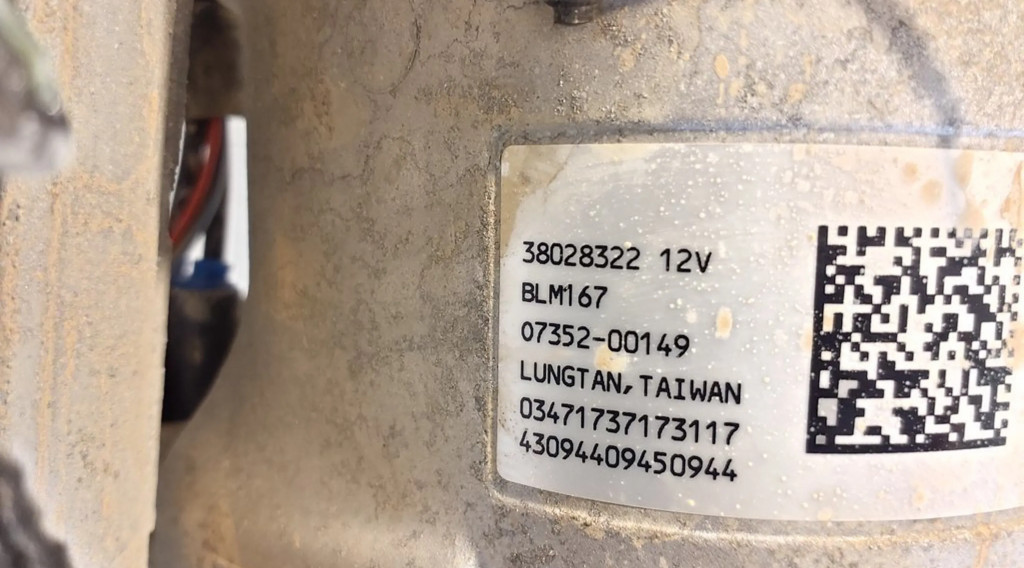 38028322 12V
BLM167
07352-00149
LUNGTAN, TAIWAN
03471737173117
43094409450944